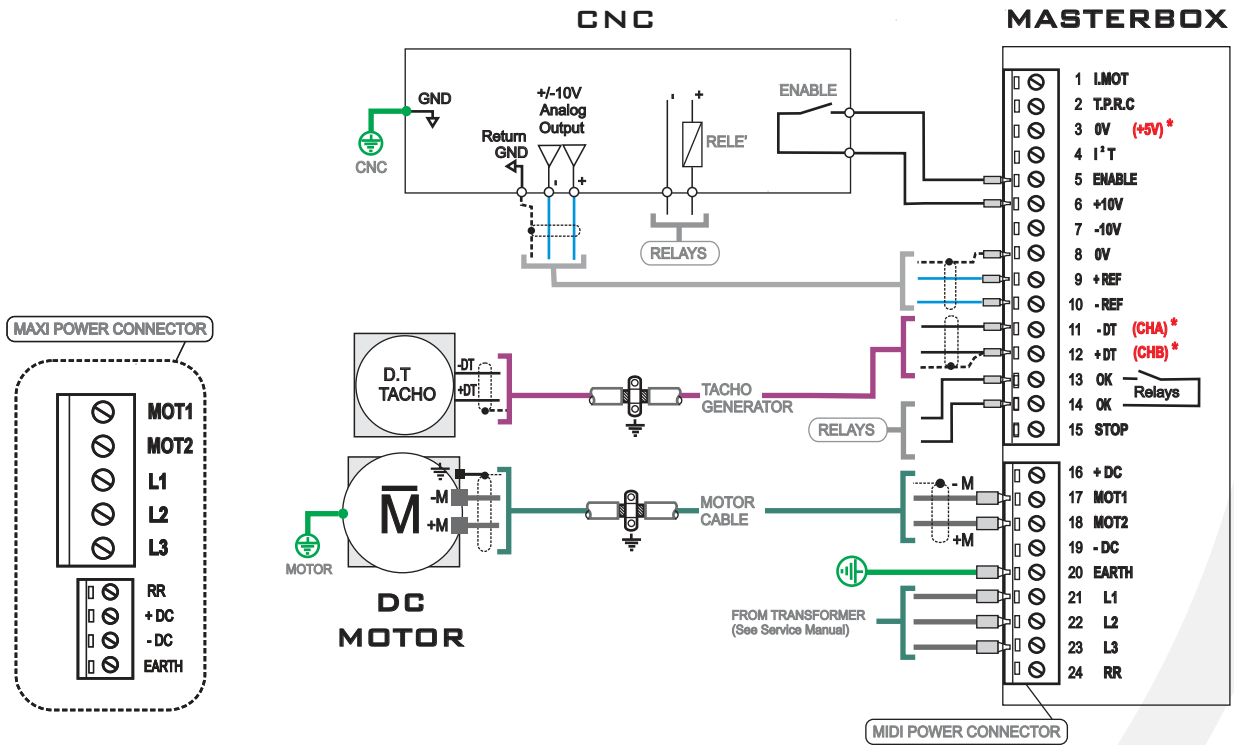 CNC
MASTERBOX
GND
CNC
Return
GND
+/-10V
Analog
Output
-
+
-
+
RELE'
RELAYS
ENABLE
1 I.MOT
2 T.P.R.C
3 0V (+5V) *
4 I² T
5 ENABLE
6 +10V
7 -10V
8 0V
9 + REF
10 - REF
11 - DT (CHA) *
12 + DT (CHB) *
13 OK
14 OK
Relays
15 STOP
16 + DC
17 MOT1
18 MOT2
19 - DC
20 EARTH
21 L1
22 L2
23 L3
24 RR
MIDI POWER CONNECTOR
MAXI POWER CONNECTOR
MOT1
MOT2
L1
L2
L3
RR
+ DC
- DC
EARTH
D.T
TACHO
-DT
+DT
TACHO
GENERATOR
RELAYS
M
-M
+M
MOTOR
MOTOR
CABLE
- M
+M
DC
MOTOR
FROM TRANSFORMER
(See Service Manual)